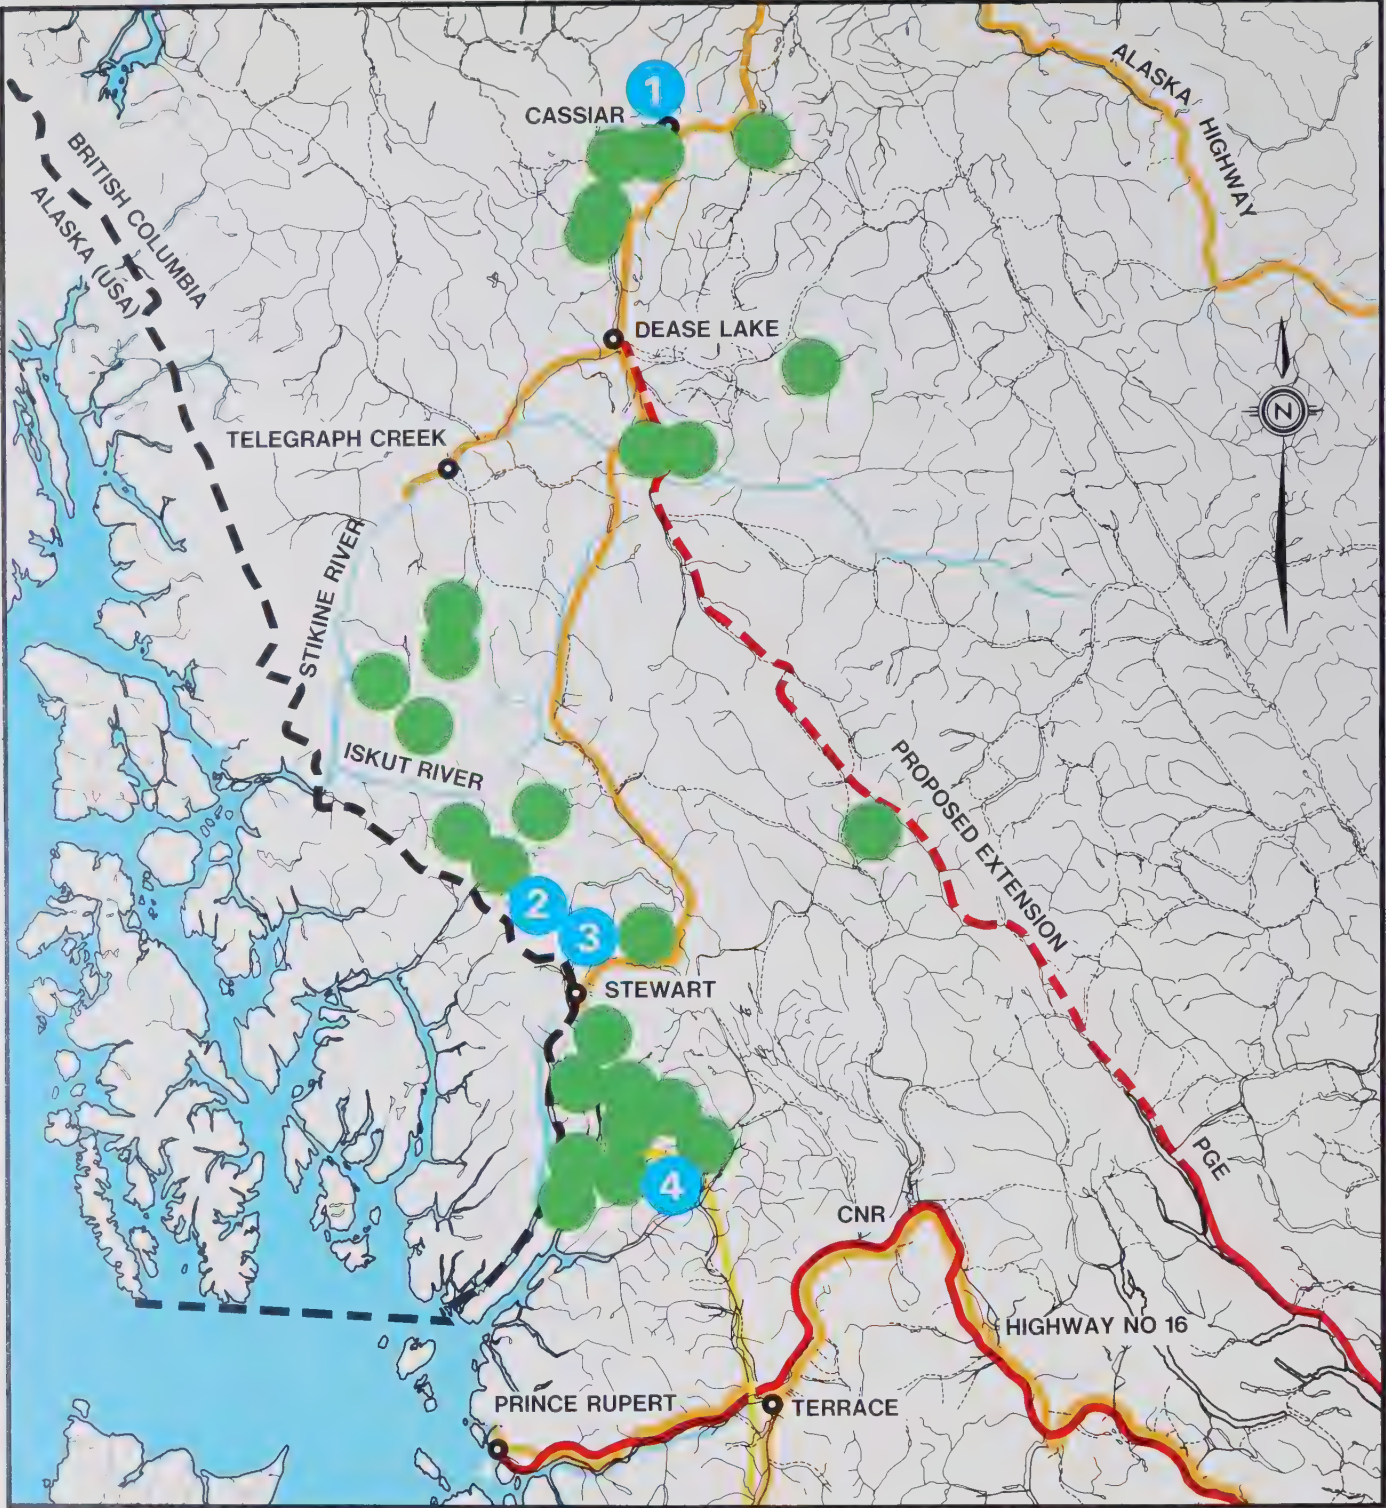 1
CASSIAR
ALASKA
HIGHWAY
BRITISH COLUMBIA
ALASKA (USA)
DEASE LAKE
N
TELEGRAPH CREEK
STIKINE RIVER
ISKUT RIVER
PROPOSED EXTENSION
2
3
STEWART
PGE
4
CNR
HIGHWAY NO 16
PRINCE RUPERT
TERRACE